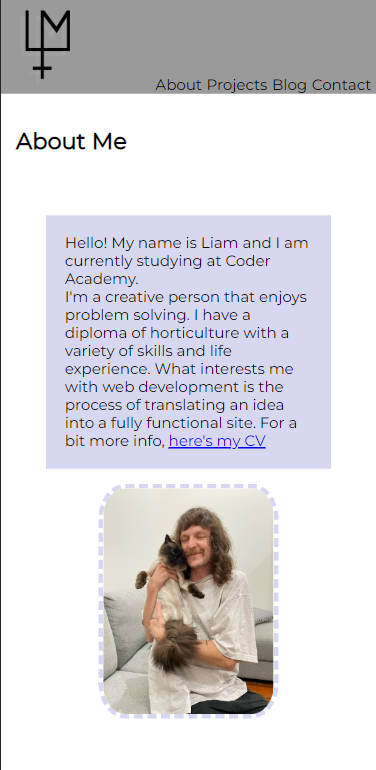 LM
About Projects Blog Contact
About Me
Hello! My name is Liam and I am
currently studying at Coder
Academy.
I'm a creative person that enjoys
problem solving. I have a
diploma of horticulture with a
variety of skills and life
experience. What interests me
with web development is the
process of translating an idea
into a fully functional site. For a
bit more info, here's my CV